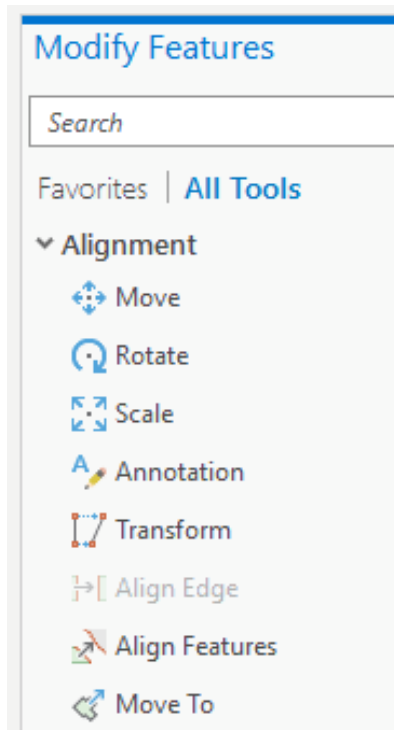 Modify Features
Search
Favorites | All Tools
Alignment
Move
Rotate
Scale
Annotation
Transform
Align Edge
Align Features
Move To